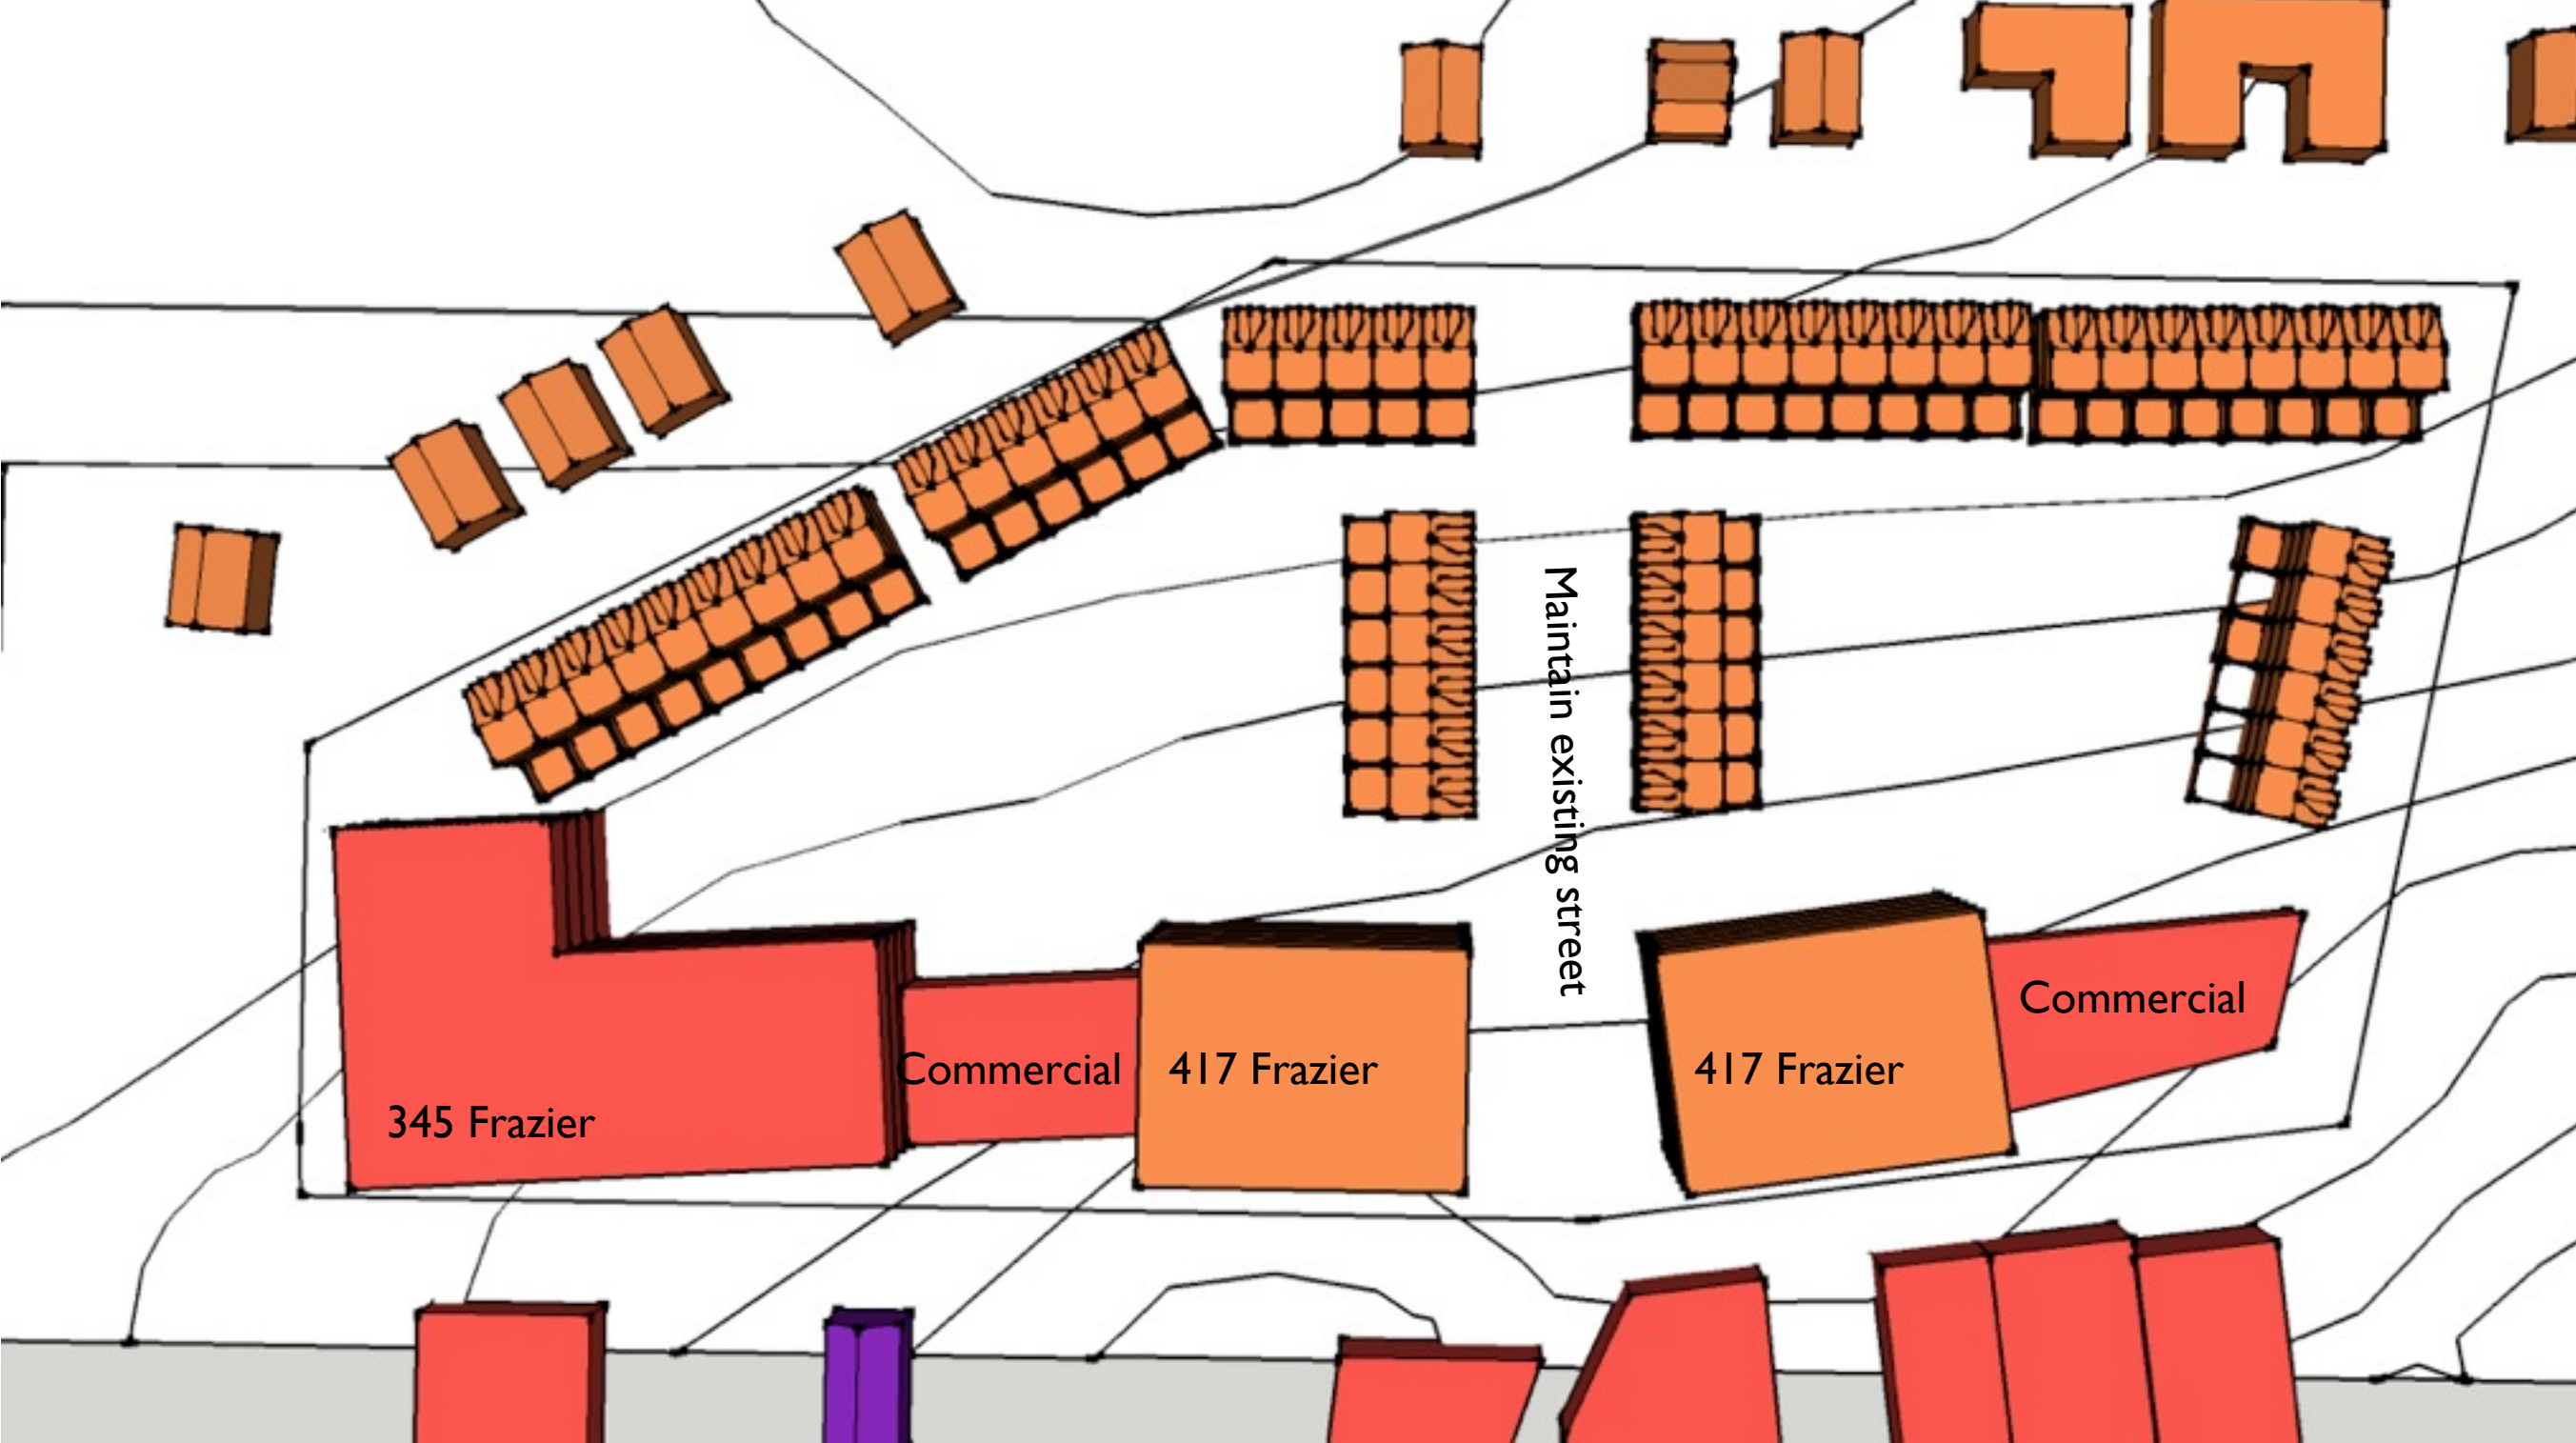 Maintain existing street
Commercial
Commercial
417 Frazier
417 Frazier
345 Frazier